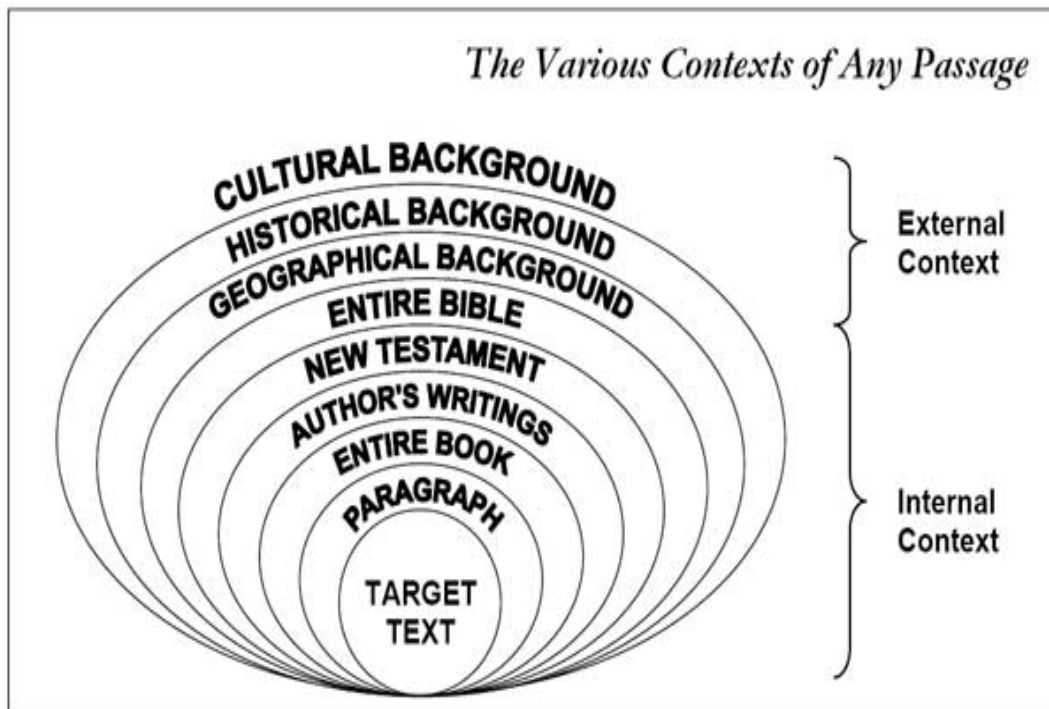 The Various Contexts of Any Passage
CULTURAL BACKGROUND
HISTORICAL BACKGROUND
GEOGRAPHICAL BACKGROUND
ENTIRE BIBLE
NEW TESTAMENT
AUTHOR'S WRITINGS
ENTIRE BOOK
PARAGRAPH
TARGET
TEXT
External
Context
Internal
Context